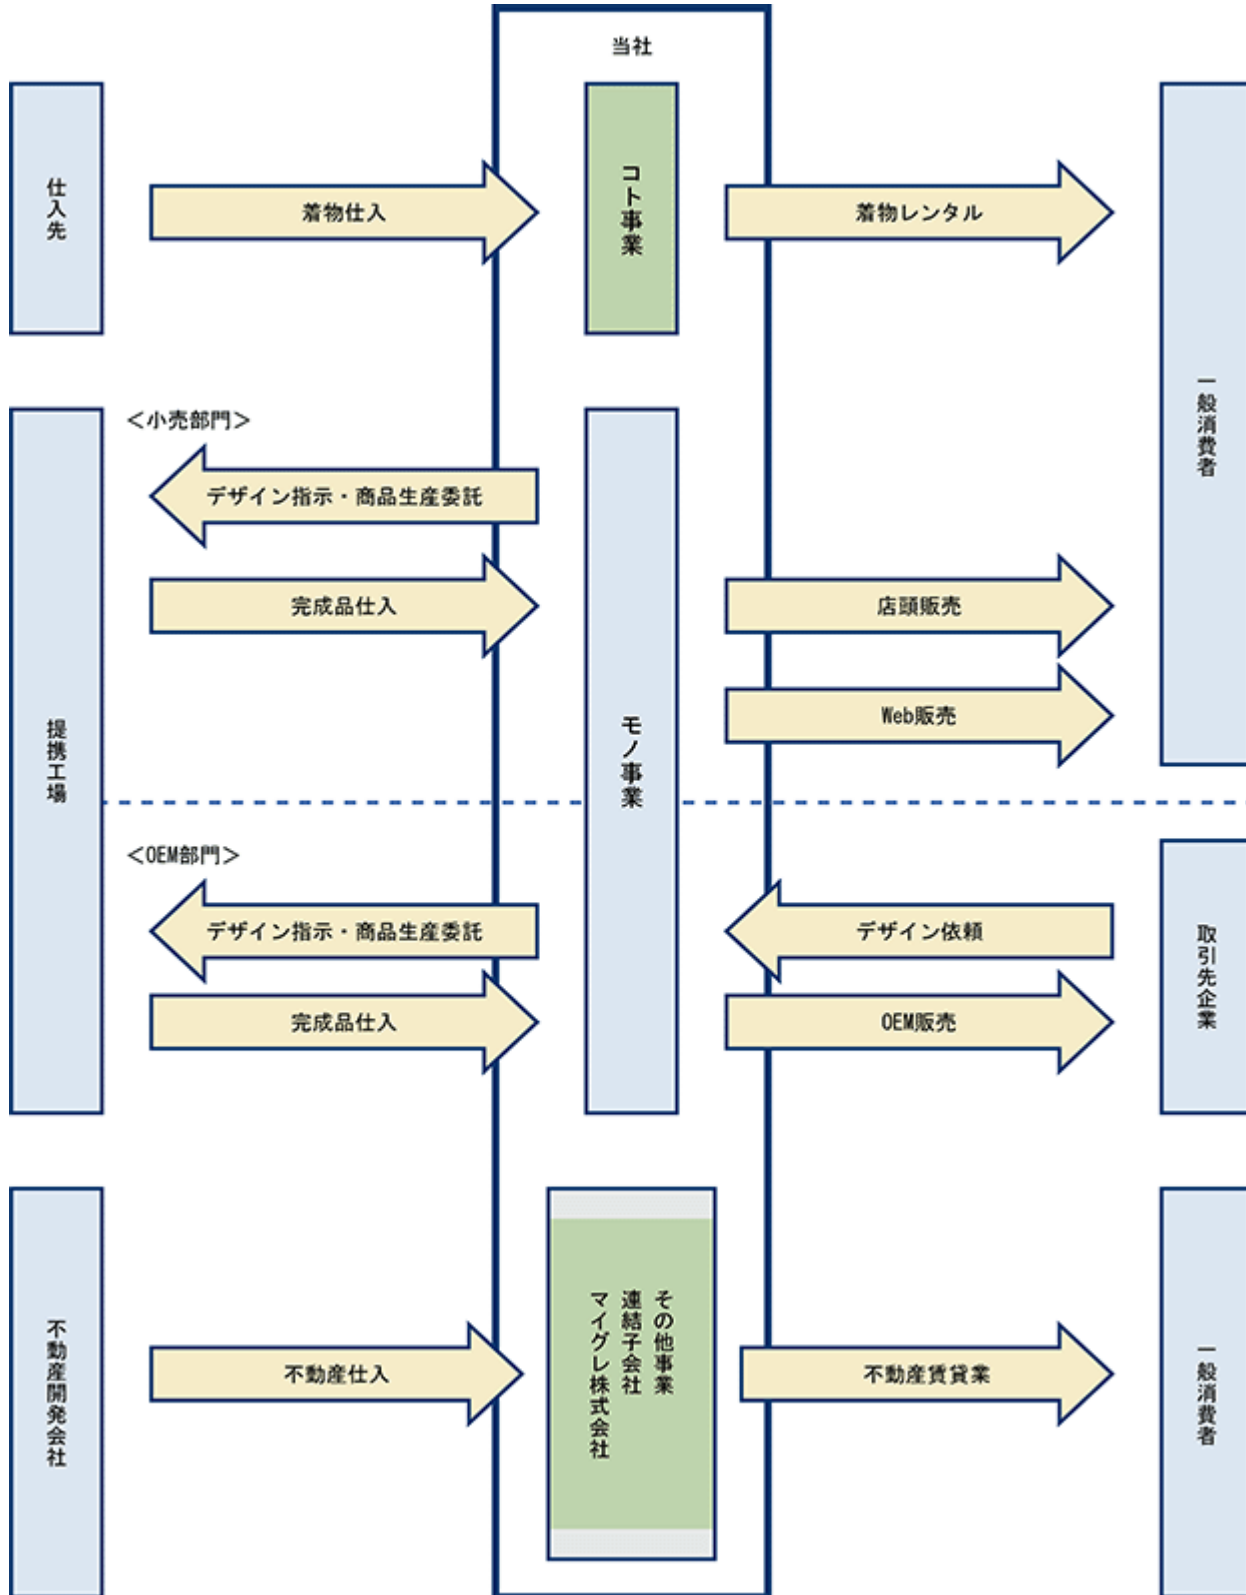 当社
仕入先
着物仕入
コト事業
着物レンタル
一般消費者
＜小売部門＞
デザイン指示・商品生産委託
完成品仕入
店頭販売
Web販売
提携工場
モノ事業
＜OEM部門＞
デザイン指示・商品生産委託
デザイン依頼
完成品仕入
OEM販売
取引先企業
不動産開発会社
不動産仕入
その他事業
連結子会社
マイグレ株式会社
不動産賃貸業
一般消費者